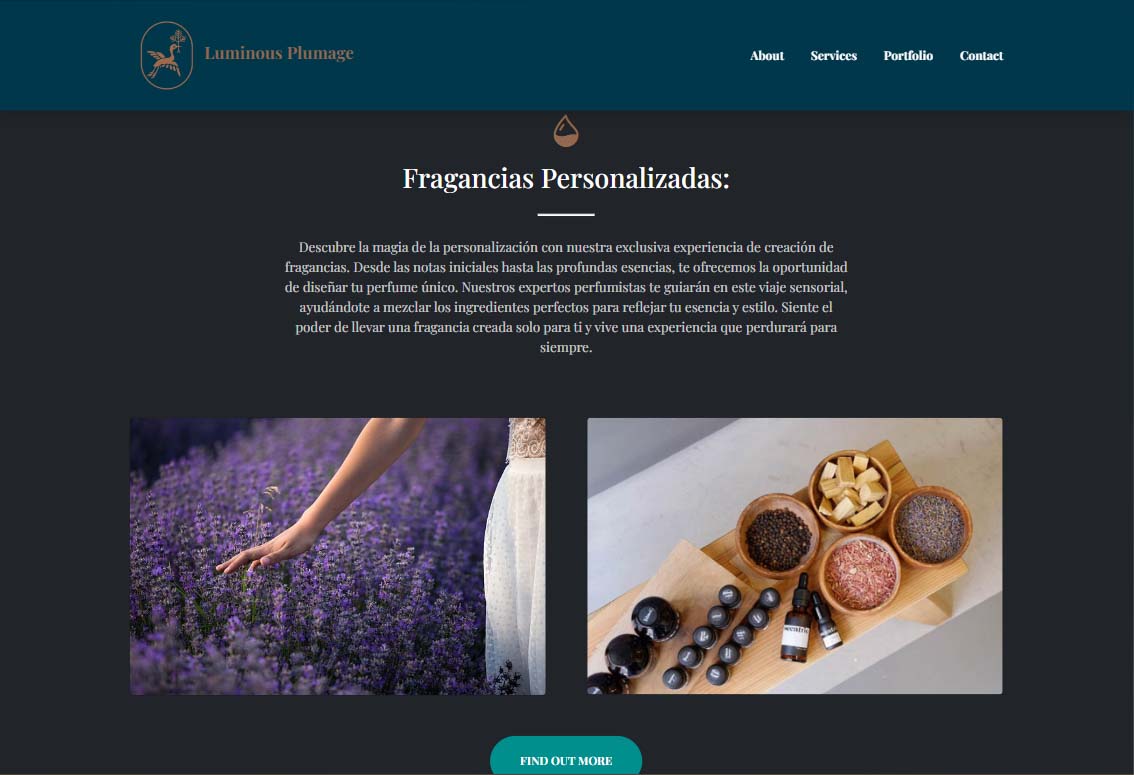 Luminous Plumage
About Services Portfolio Contact
Fragancias Personalizadas:
Descubre la magia de la personalización con nuestra exclusiva experiencia de creación de
fragancias. Desde las notas iniciales hasta las profundas esencias, te ofrecemos la oportunidad
de diseñar tu perfume único. Nuestros expertos perfumistas te guiarán en este viaje sensorial,
ayudándote a mezclar los ingredientes perfectos para reflejar tu esencia y estilo. Siente el
poder de llevar una fragancia creada solo para ti y vive una experiencia que perdurará para
siempre.
FIND OUT MORE